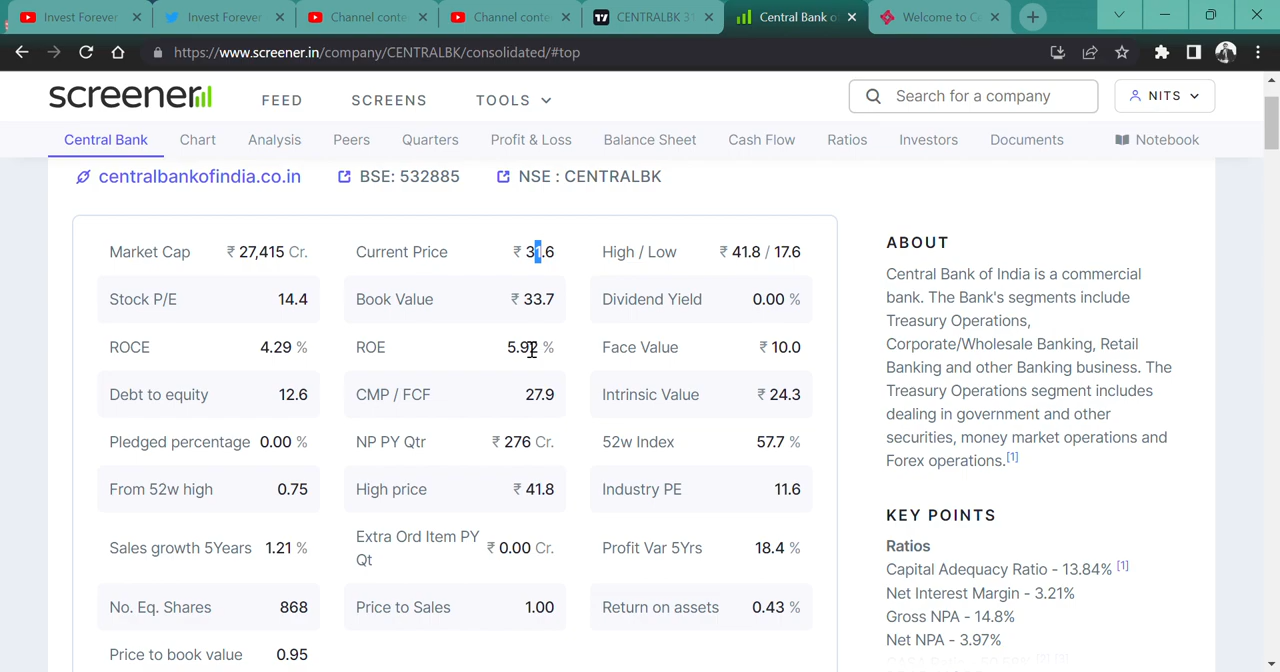 Invest Forever
Invest Forever
Channel conte
Channel conte
CENTRALBK 31
Central Bank o
Welcome to C
https://www.screener.in/company/CENTRALBK/consolidated/#top
screener
FEED
SCREENS
TOOLS
Search for a company
NITS
Central Bank
Chart
Analysis
Peers
Quarters
Profit & Loss
Balance Sheet
Cash Flow
Ratios
Investors
Documents
Notebook
centralbankofindia.co.in
BSE: 532885
NSE : CENTRALBK
Market Cap ₹ 27,415 Cr.
Current Price ₹ 31.6
High / Low ₹ 41.8 / 17.6
Stock P/E 14.4
Book Value ₹ 33.7
Dividend Yield 0.00 %
ROCE 4.29 %
ROE 5.92 %
Face Value ₹ 10.0
Debt to equity 12.6
CMP / FCF 27.9
Intrinsic Value ₹ 24.3
Pledged percentage 0.00 %
NP PY Qtr ₹ 276 Cr.
52w Index 57.7 %
From 52w high 0.75
High price ₹ 41.8
Industry PE 11.6
Sales growth 5Years 1.21 %
Extra Ord Item PY
Qt ₹ 0.00 Cr.
Profit Var 5Yrs 18.4 %
No. Eq. Shares 868
Price to Sales 1.00
Return on assets 0.43 %
Price to book value 0.95
ABOUT
Central Bank of India is a commercial
bank. The Bank's segments include
Treasury Operations,
Corporate/Wholesale Banking, Retail
Banking and other Banking business. The
Treasury Operations segment includes
dealing in government and other
securities, money market operations and
Forex operations.[1]
KEY POINTS
Ratios
Capital Adequacy Ratio - 13.84% [1]
Net Interest Margin - 3.21%
Gross NPA - 14.8%
Net NPA - 3.97%